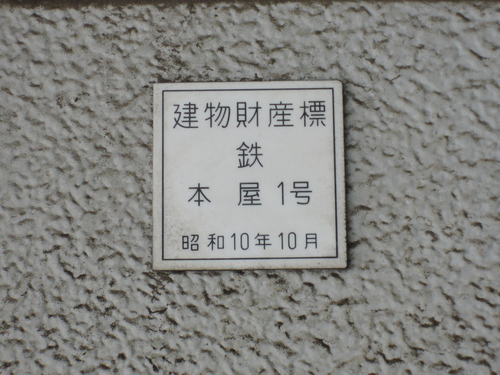 建物財産標
鉄
本屋1号
昭和10年10月